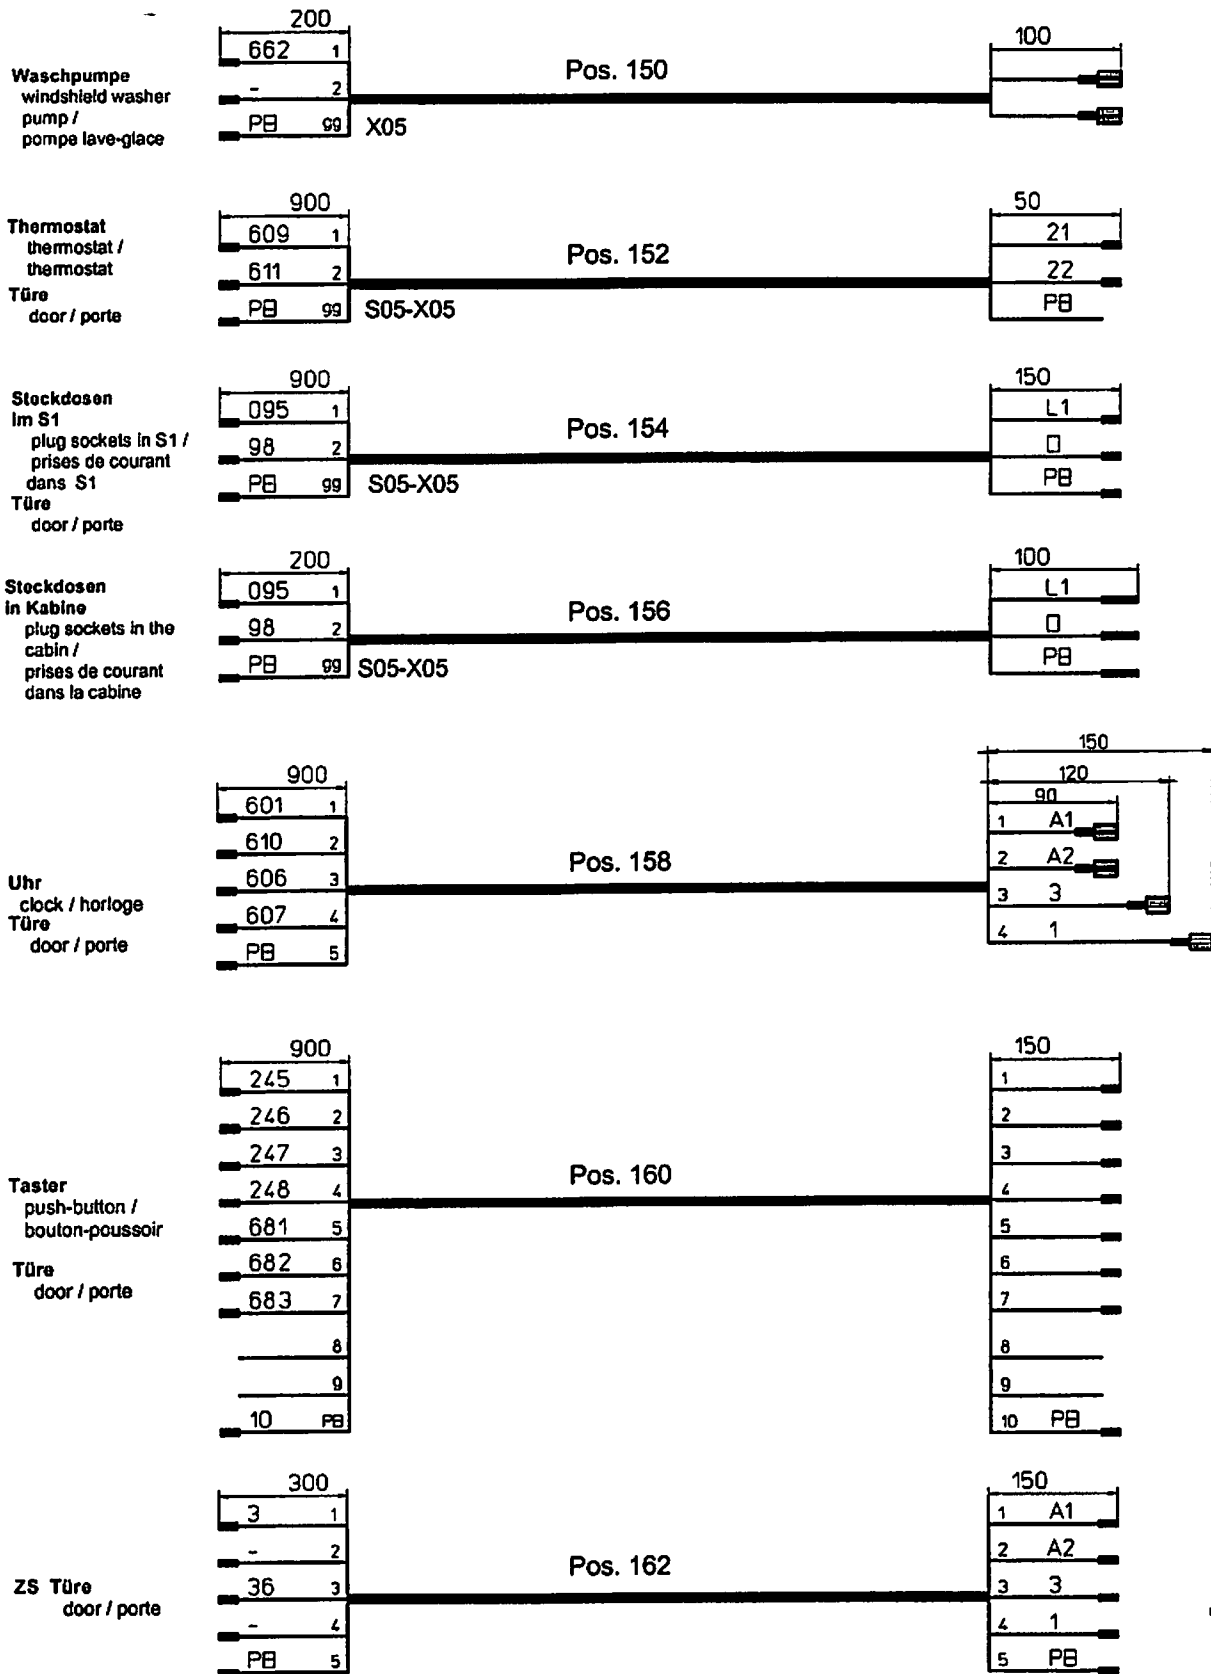 200
662 1
Waschpumpe
windshield washer
pump /
pompe lave-glace
- 2
PB 99
X05
Pos. 150
100
Thermostat
thermostat /
thermostat
Türe
door / porte
900
609 1
611 2
PB 99
S05-X05
Pos. 152
50
21
22
PB
Steckdosen
im S1
plug sockets in S1 /
prises de courant
dans S1
Türe
door / porte
900
095 1
98 2
PB 99
S05-X05
Pos. 154
150
L1
0
PB
Steckdosen
in Kabine
plug sockets in the
cabin /
prises de courant
dans la cabine
200
095 1
98 2
PB 99
S05-X05
Pos. 156
100
L1
0
PB
Uhr
clock / horloge
Türe
door / porte
900
601 1
610 2
606 3
607 4
PB 5
Pos. 158
150
120
90
1 A1
2 A2
3 3
4 1
Taster
push-button /
bouton-poussoir
Türe
door / porte
900
245 1
246 2
247 3
248 4
681 5
682 6
683 7
8
9
10 PB
Pos. 160
150
1
2
3
4
5
6
7
8
9
10 PB
ZS Türe
door / porte
300
3 1
- 2
36 3
- 4
PB 5
Pos. 162
150
1 A1
2 A2
3 3
4 1
5 PB